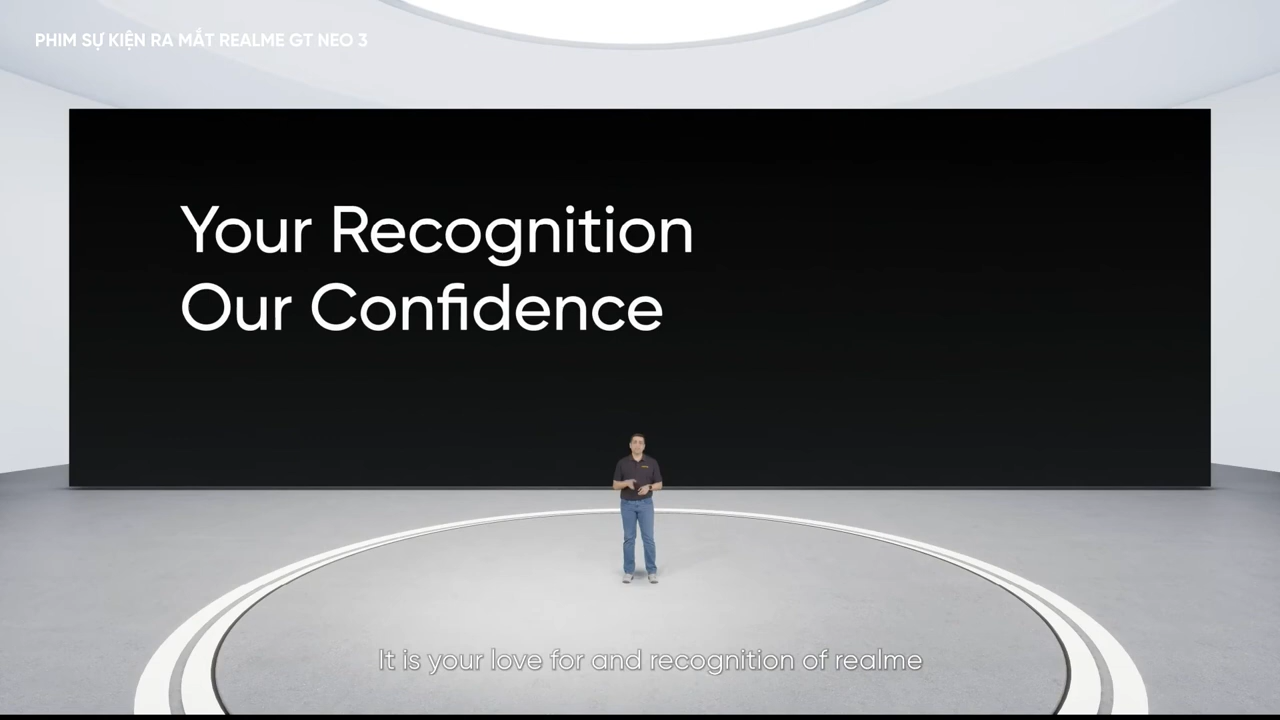 PHIM SỰ KIỆN RA MẮT REALME GT NEO 3
Your Recognition
Our Confidence
It is your love for and recognition of realme